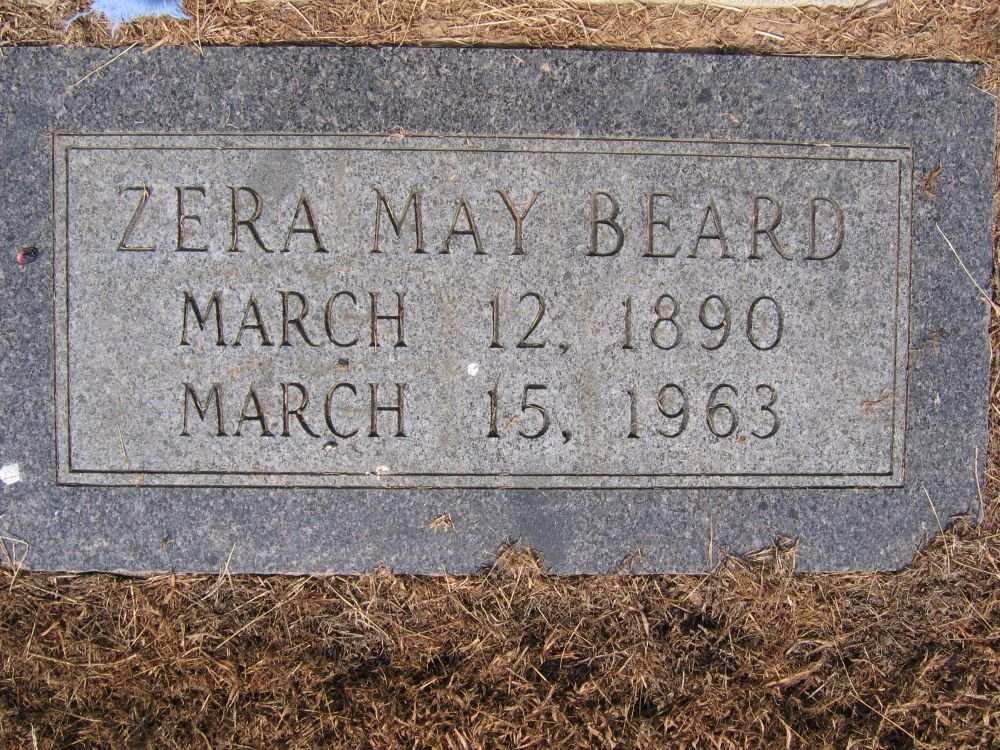 ZERA MAY BEARD
MARCH 12, 1890
MARCH 15, 1963